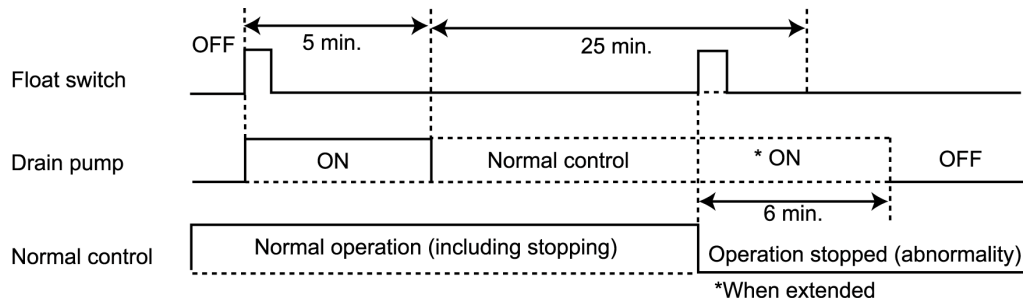 OFF
5 min.
25 min.
Float switch
Drain pump
ON
Normal control
* ON
OFF
6 min.
Normal control
Normal operation (including stopping)
Operation stopped (abnormality)
*When extended